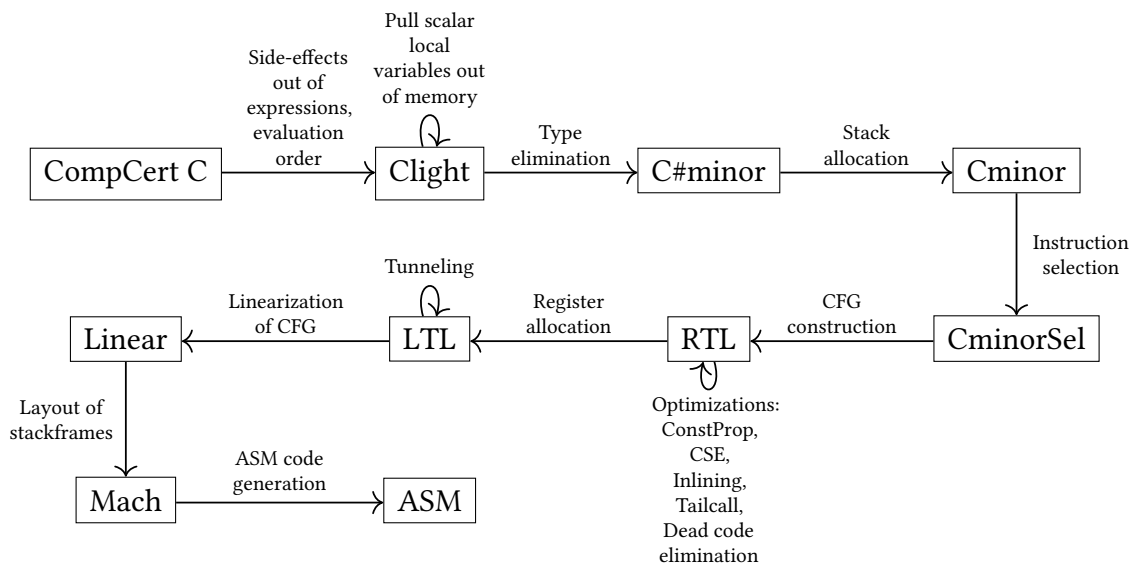 Pull scalar
local
variables out
of memory
Side-effects
out of
expressions,
evaluation
order
Type
elimination
Stack
allocation
CompCert C
Clight
C#minor
Cminor
Instruction
selection
Tunneling
Linearization
of CFG
Register
allocation
CFG
construction
Linear
LTL
RTL
CminorSel
Layout of
stackframes
Optimizations:
ConstProp,
CSE,
Inlining,
Tailcall,
Dead code
elimination
ASM code
generation
Mach
ASM